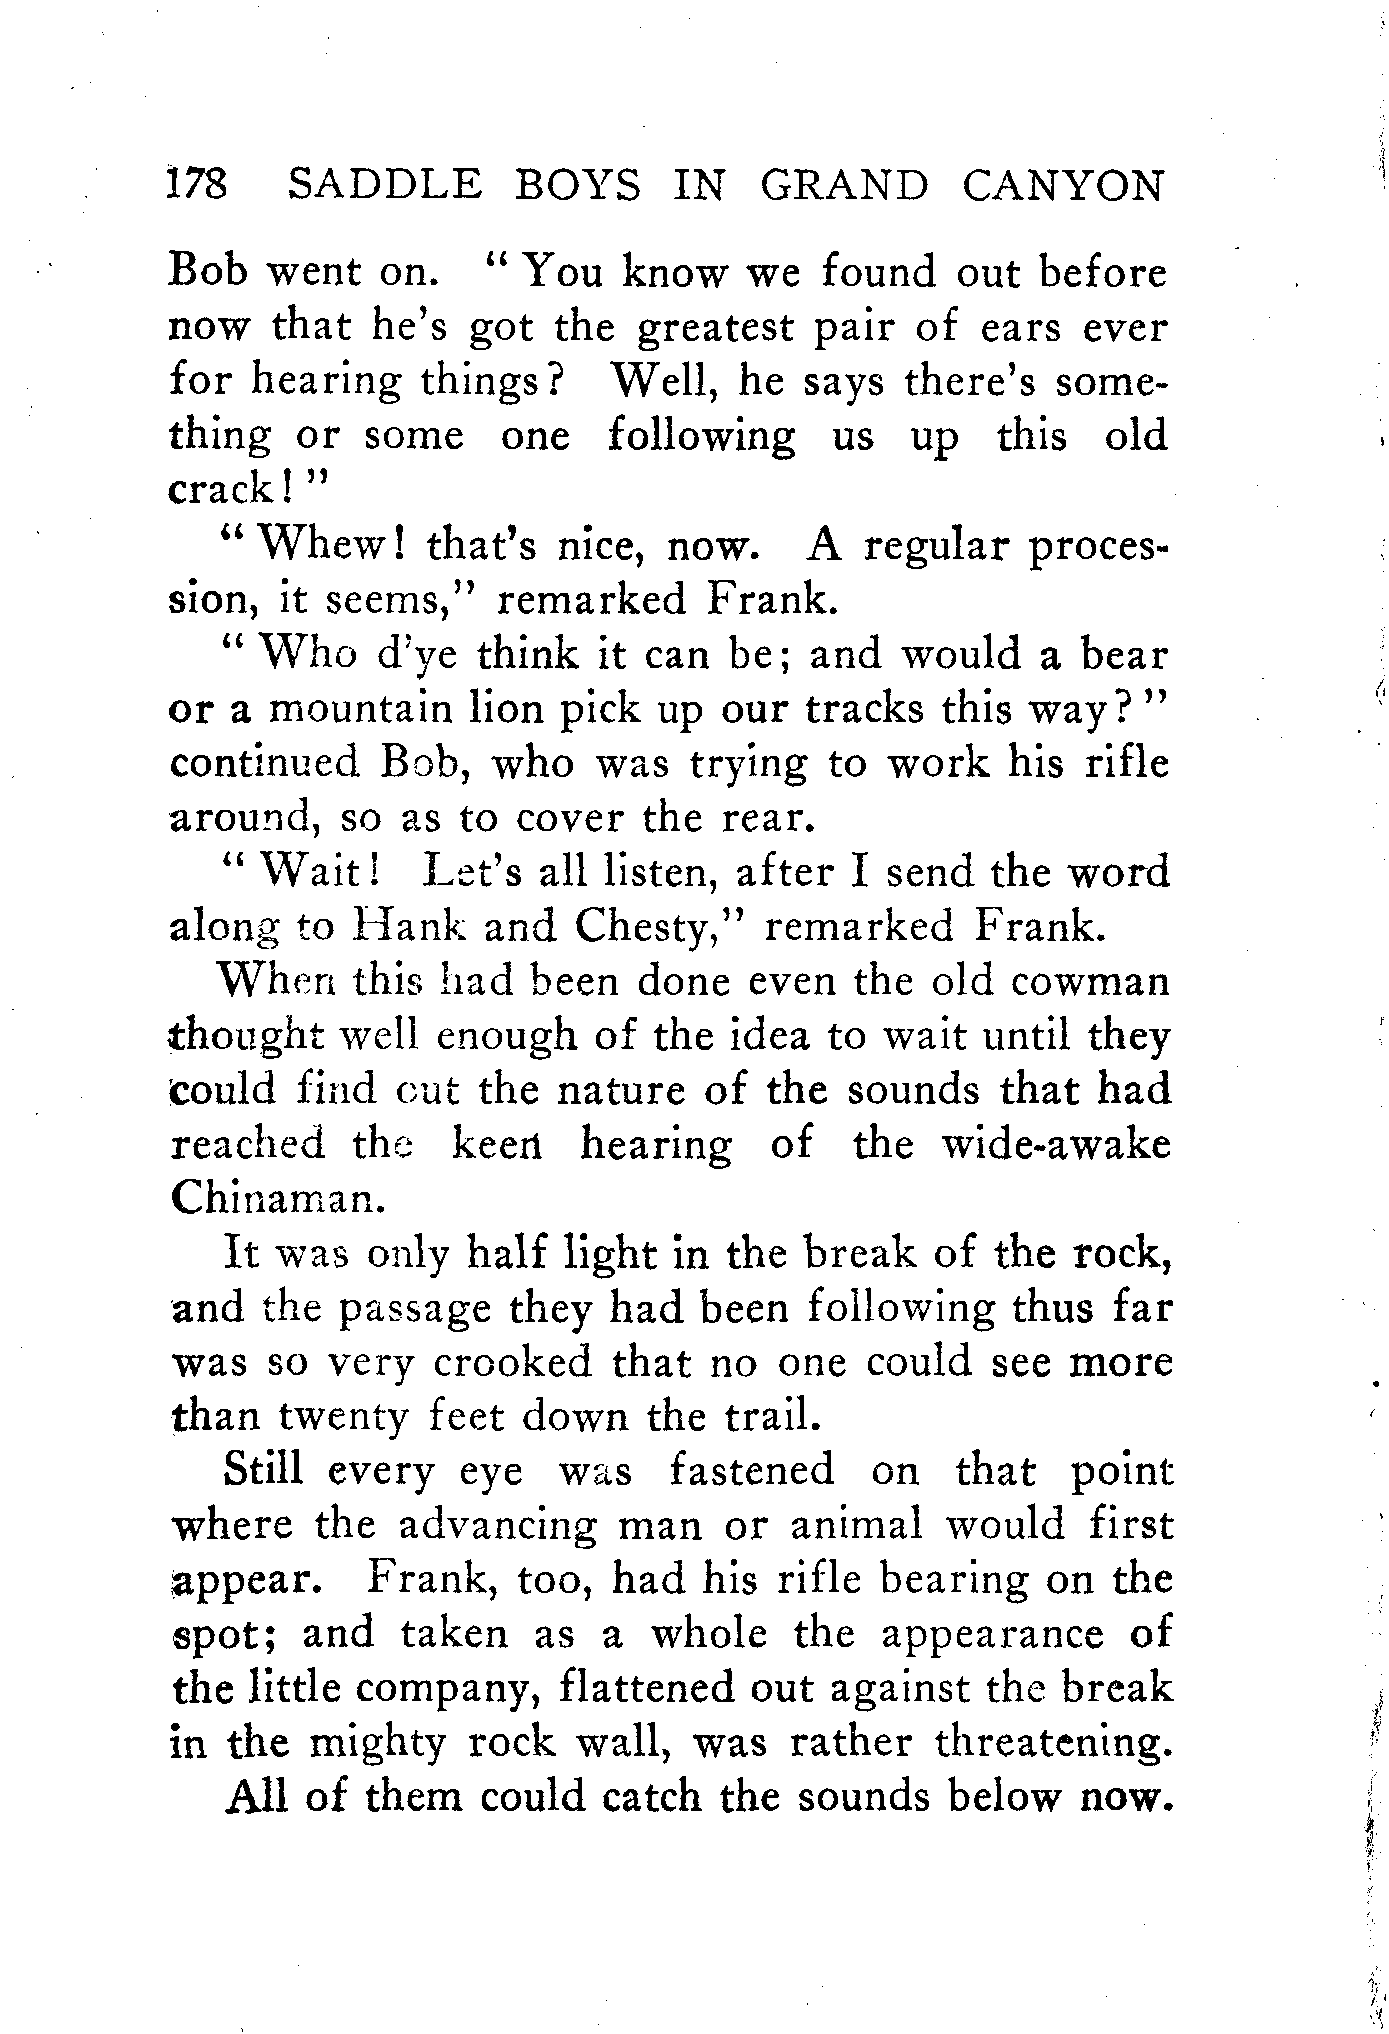 178 SADDLE BOYS IN GRAND CANYON
Bob went on. “ You know we found out before
now that he’s got the greatest pair of ears ever
for hearing things? Well, he says there’s some-
thing or some one following us up this old
crack! ”
“ Whew! that’s nice, now. A regular proces-
sion, it seems,” remarked Frank.
“ Who d’ye think it can be; and would a bear
or a mountain lion pick up our tracks this way? ”
continued Bob, who was trying to work his rifle
around, so as to cover the rear.
“ Wait! Let’s all listen, after I send the word
along to Hank and Chesty,” remarked Frank.
When this had been done even the old cowman
thought well enough of the idea to wait until they
could find out the nature of the sounds that had
reached the keen hearing of the wide-awake
Chinaman.
It was only half light in the break of the rock,
and the passage they had been following thus far
was so very crooked that no one could see more
than twenty feet down the trail.
Still every eye was fastened on that point
where the advancing man or animal would first
appear. Frank, too, had his rifle bearing on the
spot; and taken as a whole the appearance of
the little company, flattened out against the break
in the mighty rock wall, was rather threatening.
All of them could catch the sounds below now.